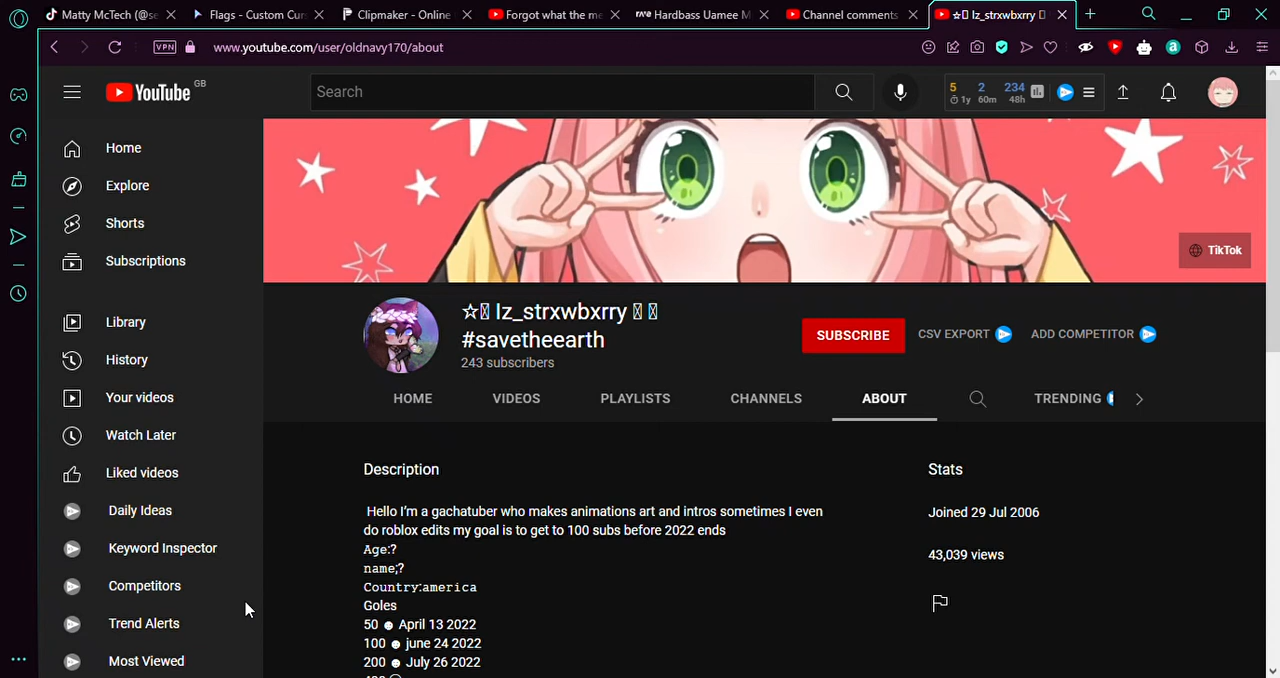 Matty McTech (@se
Flags - Custom Cur
Clipmaker - Online
Forgot what the me
Hardbass Uamee M
Channel comments
☆ lz_strxwbxrry
VPN
www.youtube.com/user/oldnavy170/about
YouTube GB
Search
5 2 234
1y 60m 48h
Home
Explore
Shorts
Subscriptions
Library
History
Your videos
Watch Later
Liked videos
Daily Ideas
Keyword Inspector
Competitors
Trend Alerts
Most Viewed
TikTok
☆ lz_strxwbxrry
#savetheearth
243 subscribers
SUBSCRIBE
CSV EXPORT
ADD COMPETITOR
HOME
VIDEOS
PLAYLISTS
CHANNELS
ABOUT
TRENDING
Description
Hello I'm a gachatuber who makes animations art and intros sometimes I even
do roblox edits my goal is to get to 100 subs before 2022 ends
Age:?
name;?
Country:america
Goles
50 ☻ April 13 2022
100 ☻ june 24 2022
200 ☻ July 26 2022
Stats
Joined 29 Jul 2006
43,039 views